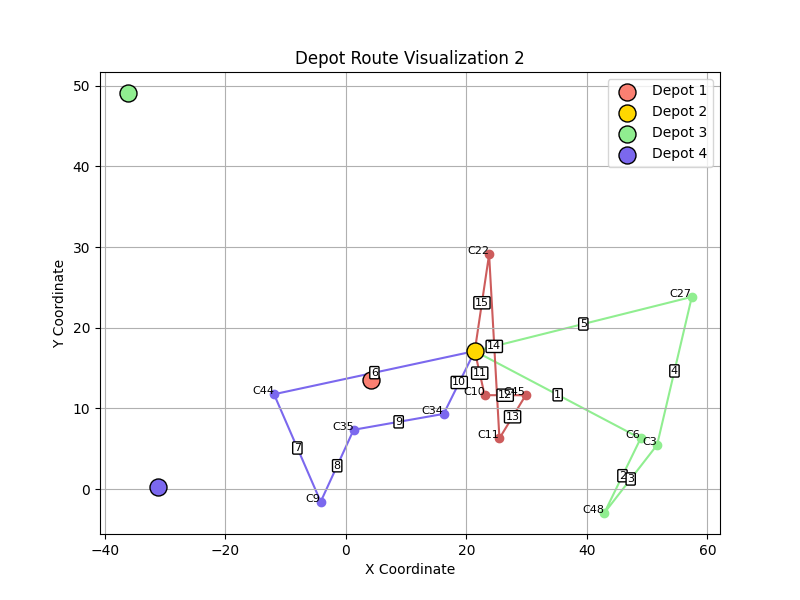 Depot Route Visualization 2
Depot 1
Depot 2
Depot 3
Depot 4
Y Coordinate
50
40
30
20
10
0
−40
−20
0
20
40
60
X Coordinate
C22
C27
15
5
14
6
11
4
10
C44
C10
12
C45
1
C34
13
9
C35
C11
C6
C3
7
8
2
3
C9
C48